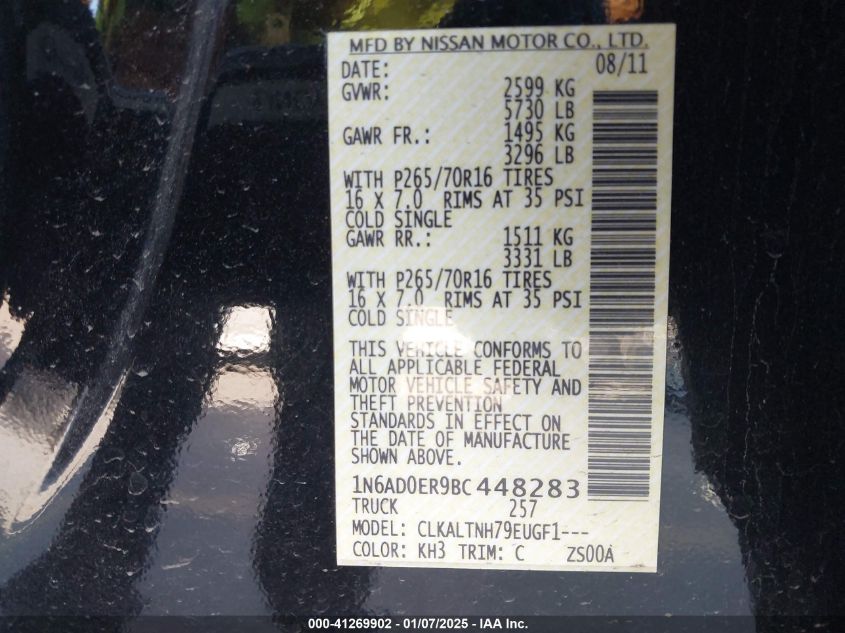 MFD BY NISSAN MOTOR CO., LTD.
DATE: 08/11
GVWR: 2599 KG
5730 LB
GAWR FR.: 1495 KG
3296 LB
WITH P265/70R16 TIRES
16 X 7.0 RIMS AT 35 PSI
COLD SINGLE
GAWR RR.: 1511 KG
3331 LB
WITH P265/70R16 TIRES
16 X 7.0 RIMS AT 35 PSI
COLD SINGLE
THIS VEHICLE CONFORMS TO
ALL APPLICABLE FEDERAL
MOTOR VEHICLE SAFETY AND
THEFT PREVENTION
STANDARDS IN EFFECT ON
THE DATE OF MANUFACTURE
SHOWN ABOVE.
1N6AD0ER9BC448283
TRUCK 257
MODEL: CLKALTNH79EUGF1---
COLOR: KH3 TRIM: C ZS00A
000-41269902 - 01/07/2025 - IAA Inc.